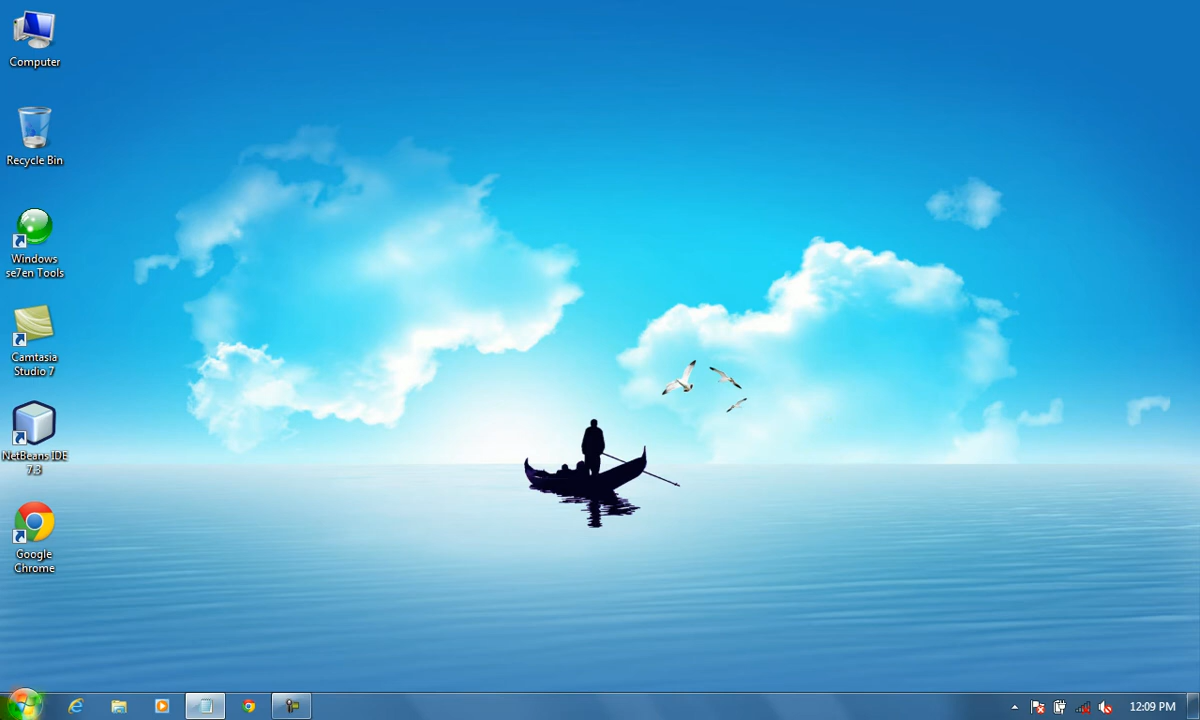 Computer
Recycle Bin
Windows
se7en Tools
Camtasia
Studio 7
NetBeans IDE
7.3
Google
Chrome
12:09 PM